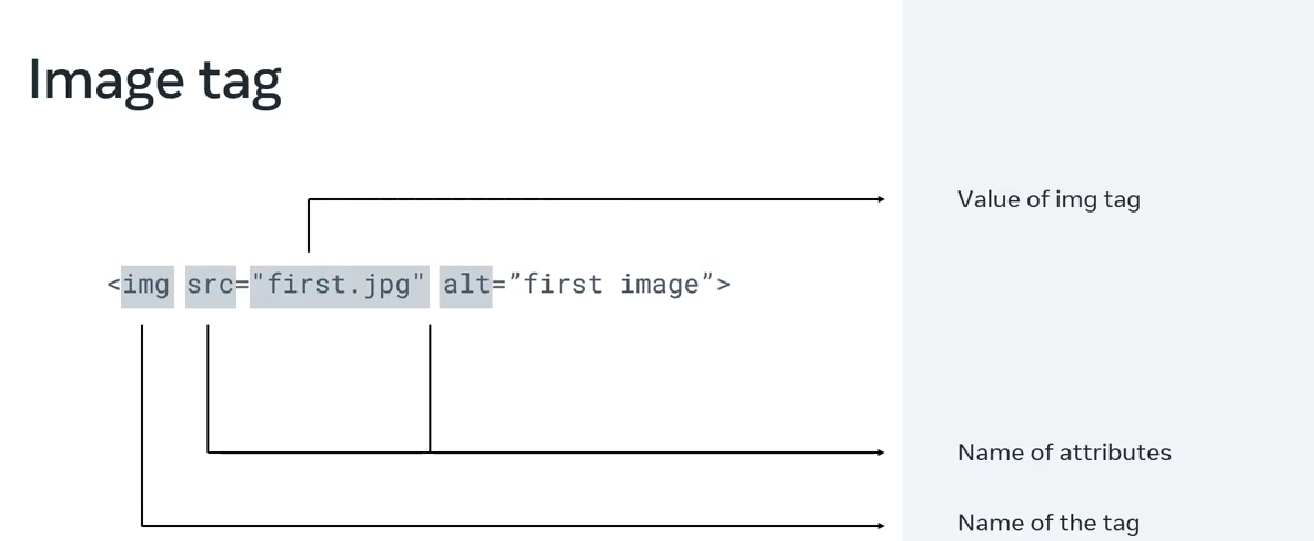 Image tag
Value of img tag
<img src="first.jpg" alt=”first image”>
Name of attributes
Name of the tag